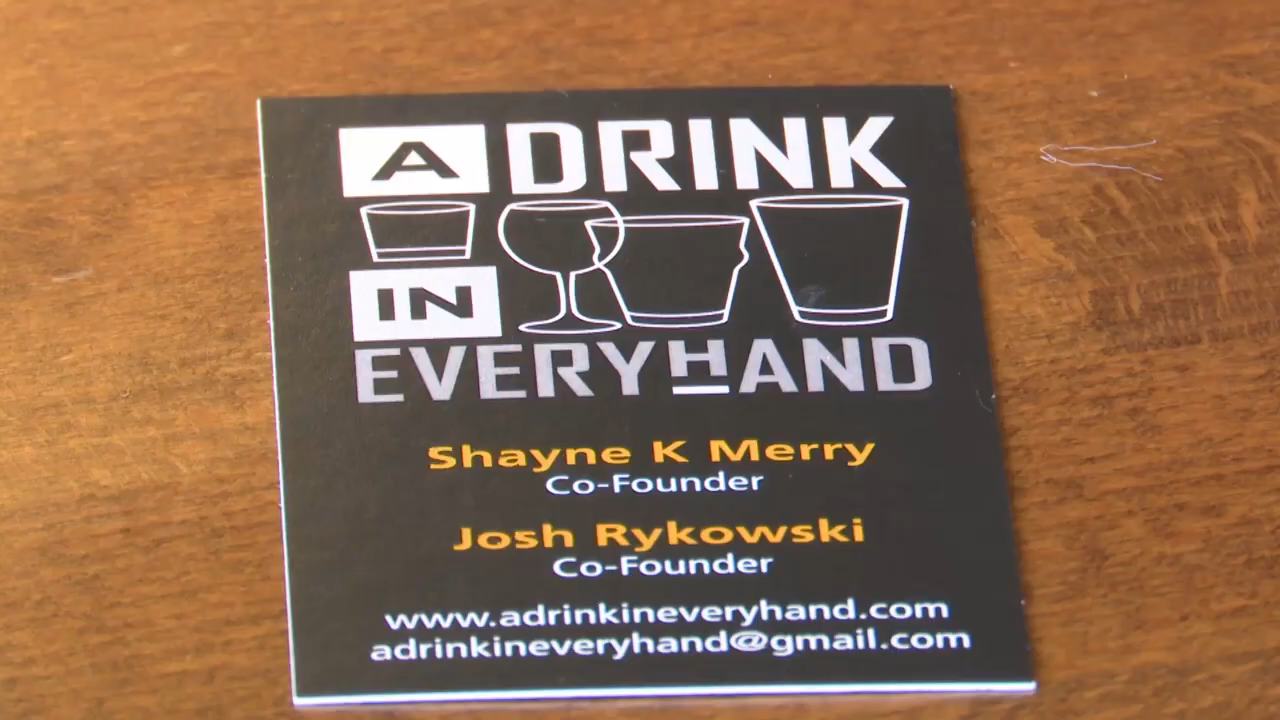 A DRINK
IN
EVERYHAND
Shayne K Merry
Co-Founder
Josh Rykowski
Co-Founder
www.adrinkineveryhand.com
adrinkineveryhand@gmail.com